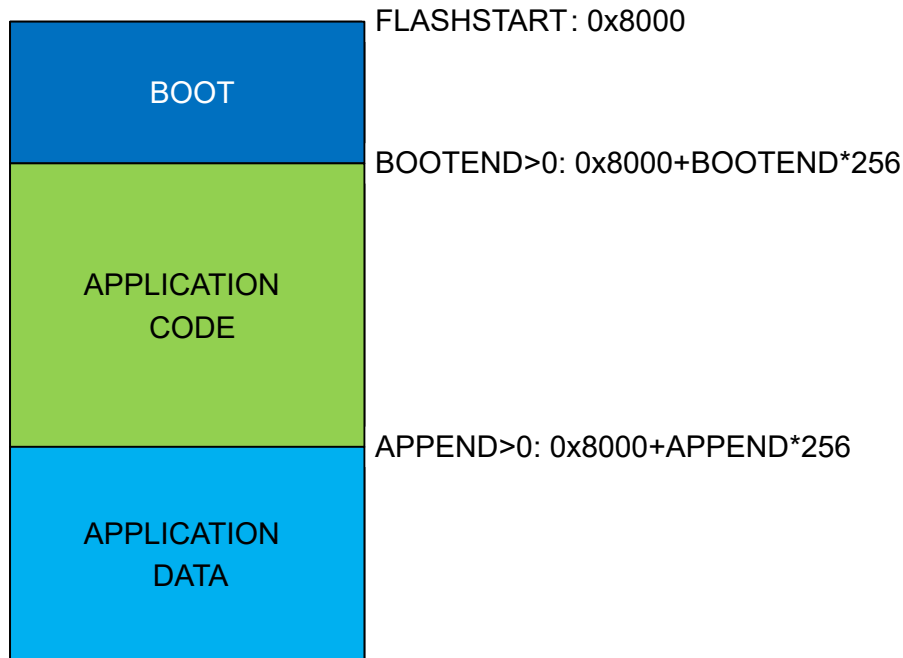 FLASHSTART: 0x8000
BOOT
BOOTEND>0: 0x8000+BOOTEND*256
APPLICATION
CODE
APPEND>0: 0x8000+APPEND*256
APPLICATION
DATA